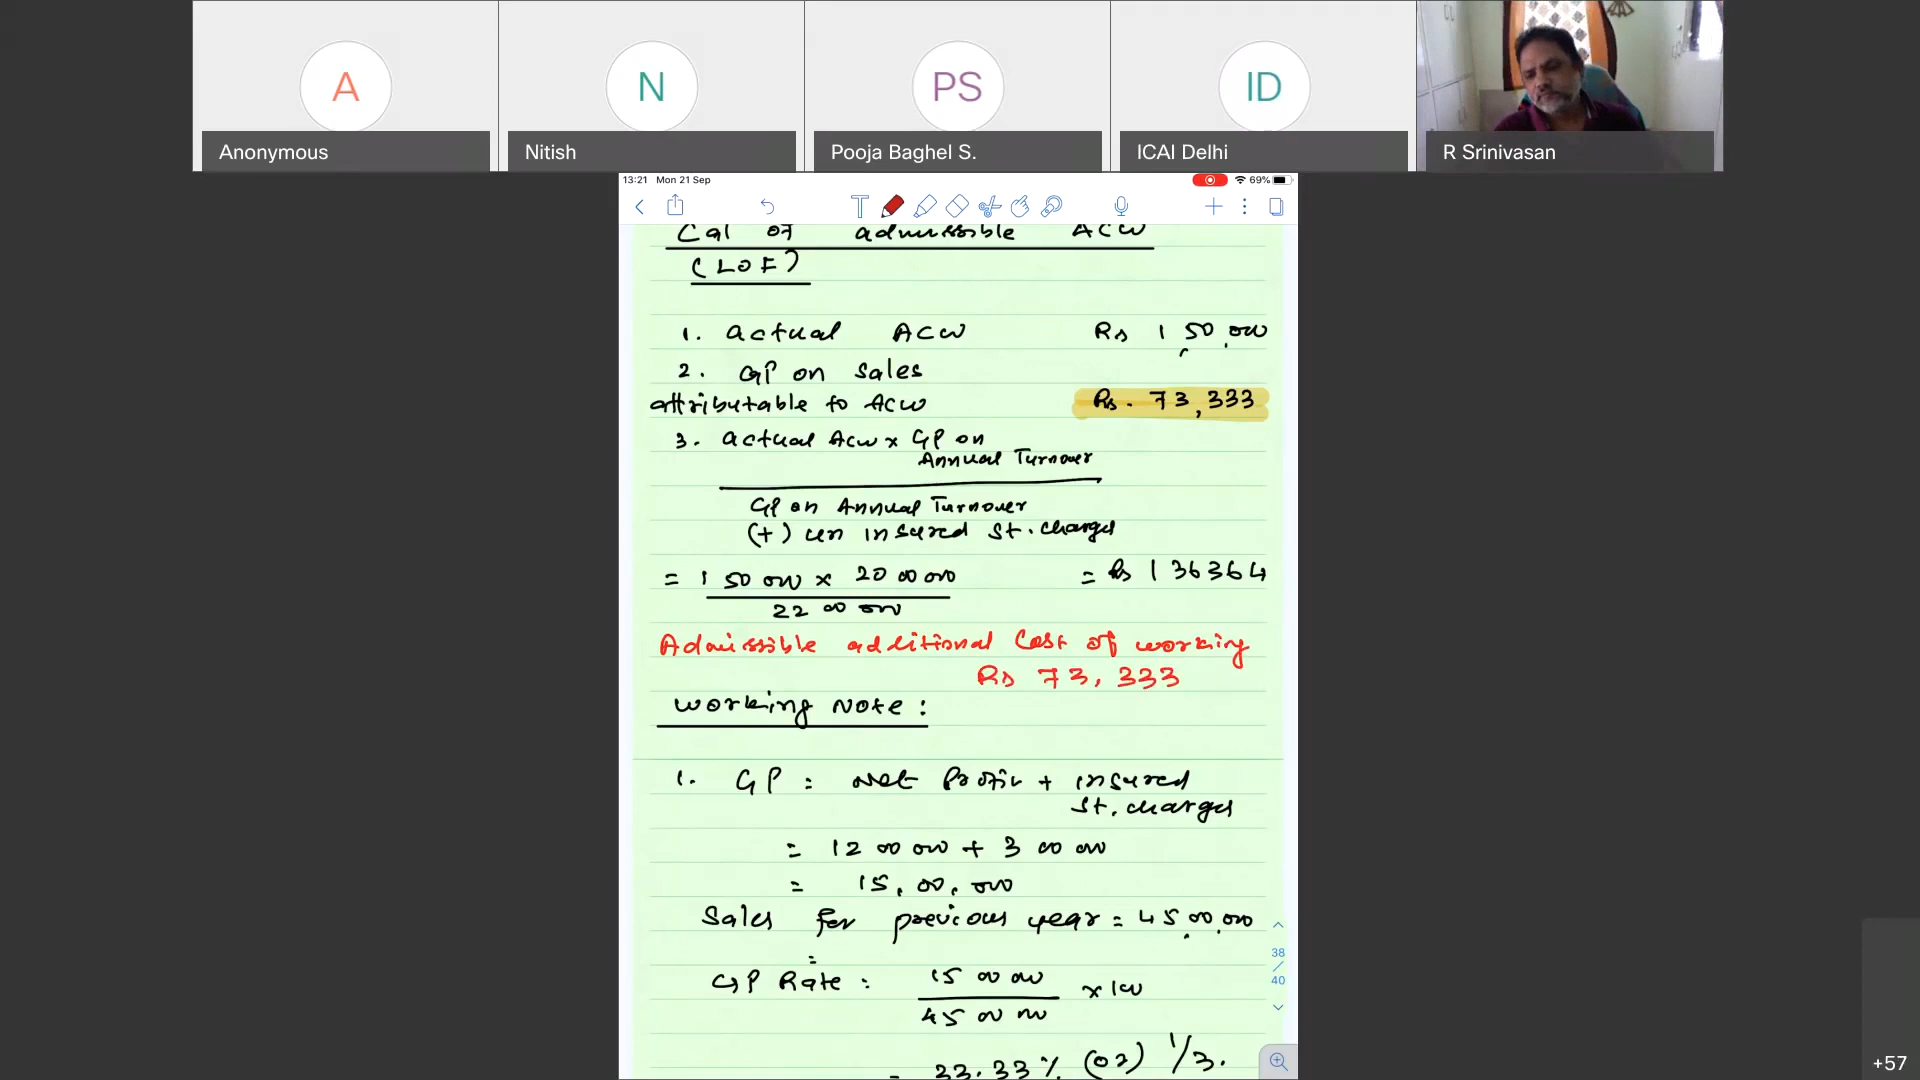 A
N
PS
ID
Anonymous
Nitish
Pooja Baghel S.
ICAI Delhi
R Srinivasan
13:21 Mon 21 Sep
69%
Cal of admissible ACW
(LOF)
1. Actual ACW Rs 1,50,000
2. GP on sales
attributable to ACW Rs. 73,333
3. Actual ACW x GP on
Annual Turnover
GP on Annual Turnover
(+) un insured St. charges
= 1 50 000 x 20 00 000 = Rs 136364
22 00 000
Admissible additional Cost of working
Rs 73,333
Working Note:
1. GP = Net Profit + insured
St. charges
= 12 00 000 + 3 00 000
= 15,00,000
Sales for previous year = 45,00,000
=
GP Rate : 15 00 000 x 100
45 00 000
= 33.33% (or) 1/3.
38
40
+57